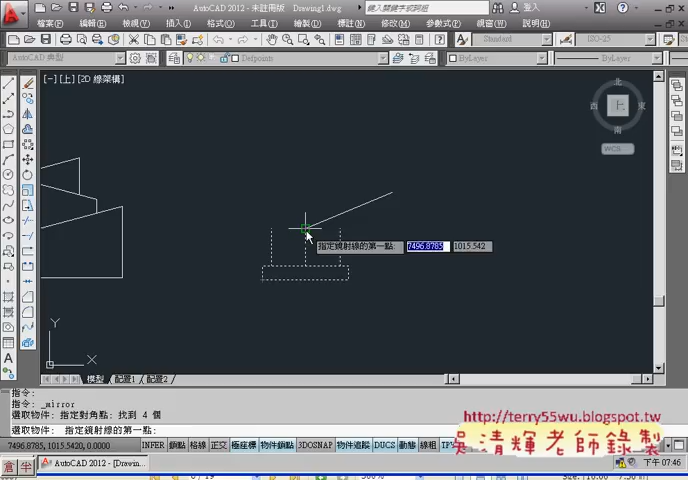 AutoCAD 2012 - 未註冊版 Drawing1.dwg
鍵入關鍵字或片語
登入
檔案(F) 編輯(E) 檢視(V) 插入(I) 格式(O) 工具(T) 繪製(D) 標註(N) 修改(M) 參數式(P) 視窗(W) 說明(H)
Standard
ISO-25
AutoCAD 典型
Defpoints
ByLayer
ByLayer
[-] [上] [2D 線架構]
北
西 上 東
南
WCS
指定鏡射線的第一點: 7496.8785 1015.542
Y
X
模型 配置1 配置2
指令:
指令: _mirror
選取物件: 指定對角點: 找到 4 個
選取物件: 指定鏡射線的第一點:
http://terry55wu.blogspot.tw
吳清輝老師錄製
7496.8785, 1015.5420, 0.0000 INFER 鎖點 格線 正交 極座標 物件鎖點 3DOSNAP 物件追蹤 DUCS 動態 線粗
倉 半
AutoCAD 2012 - [Drawin...
下午 07:46